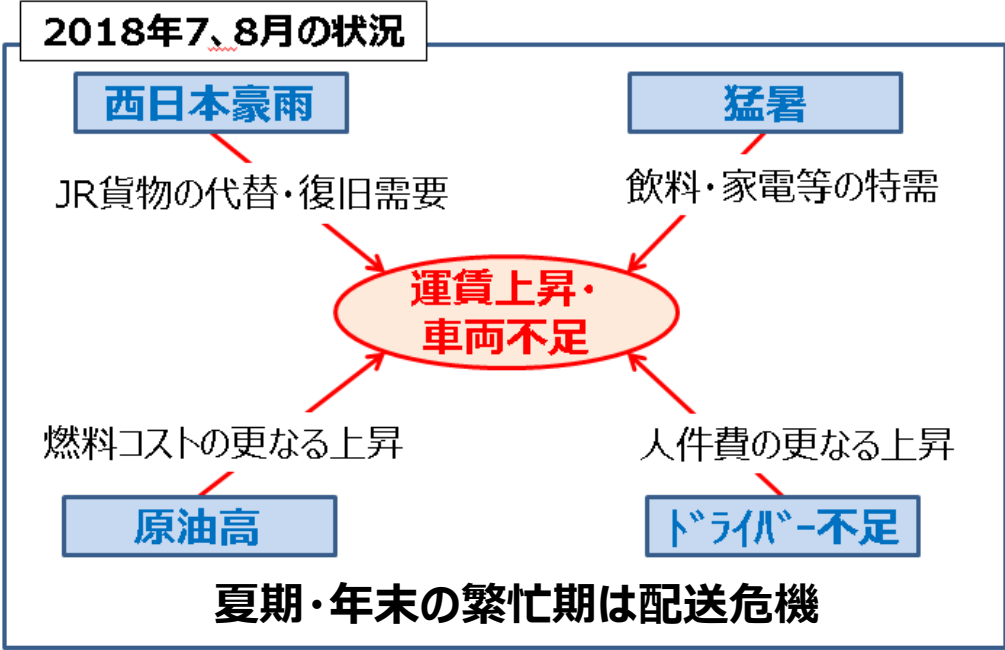 2018年7、8月の状況
西日本豪雨
猛暑
JR貨物の代替・復旧需要
飲料・家電等の特需
運賃上昇・
車両不足
燃料コストの更なる上昇
人件費の更なる上昇
原油高
ﾄﾞﾗｲﾊﾞｰ不足
夏期・年末の繁忙期は配送危機